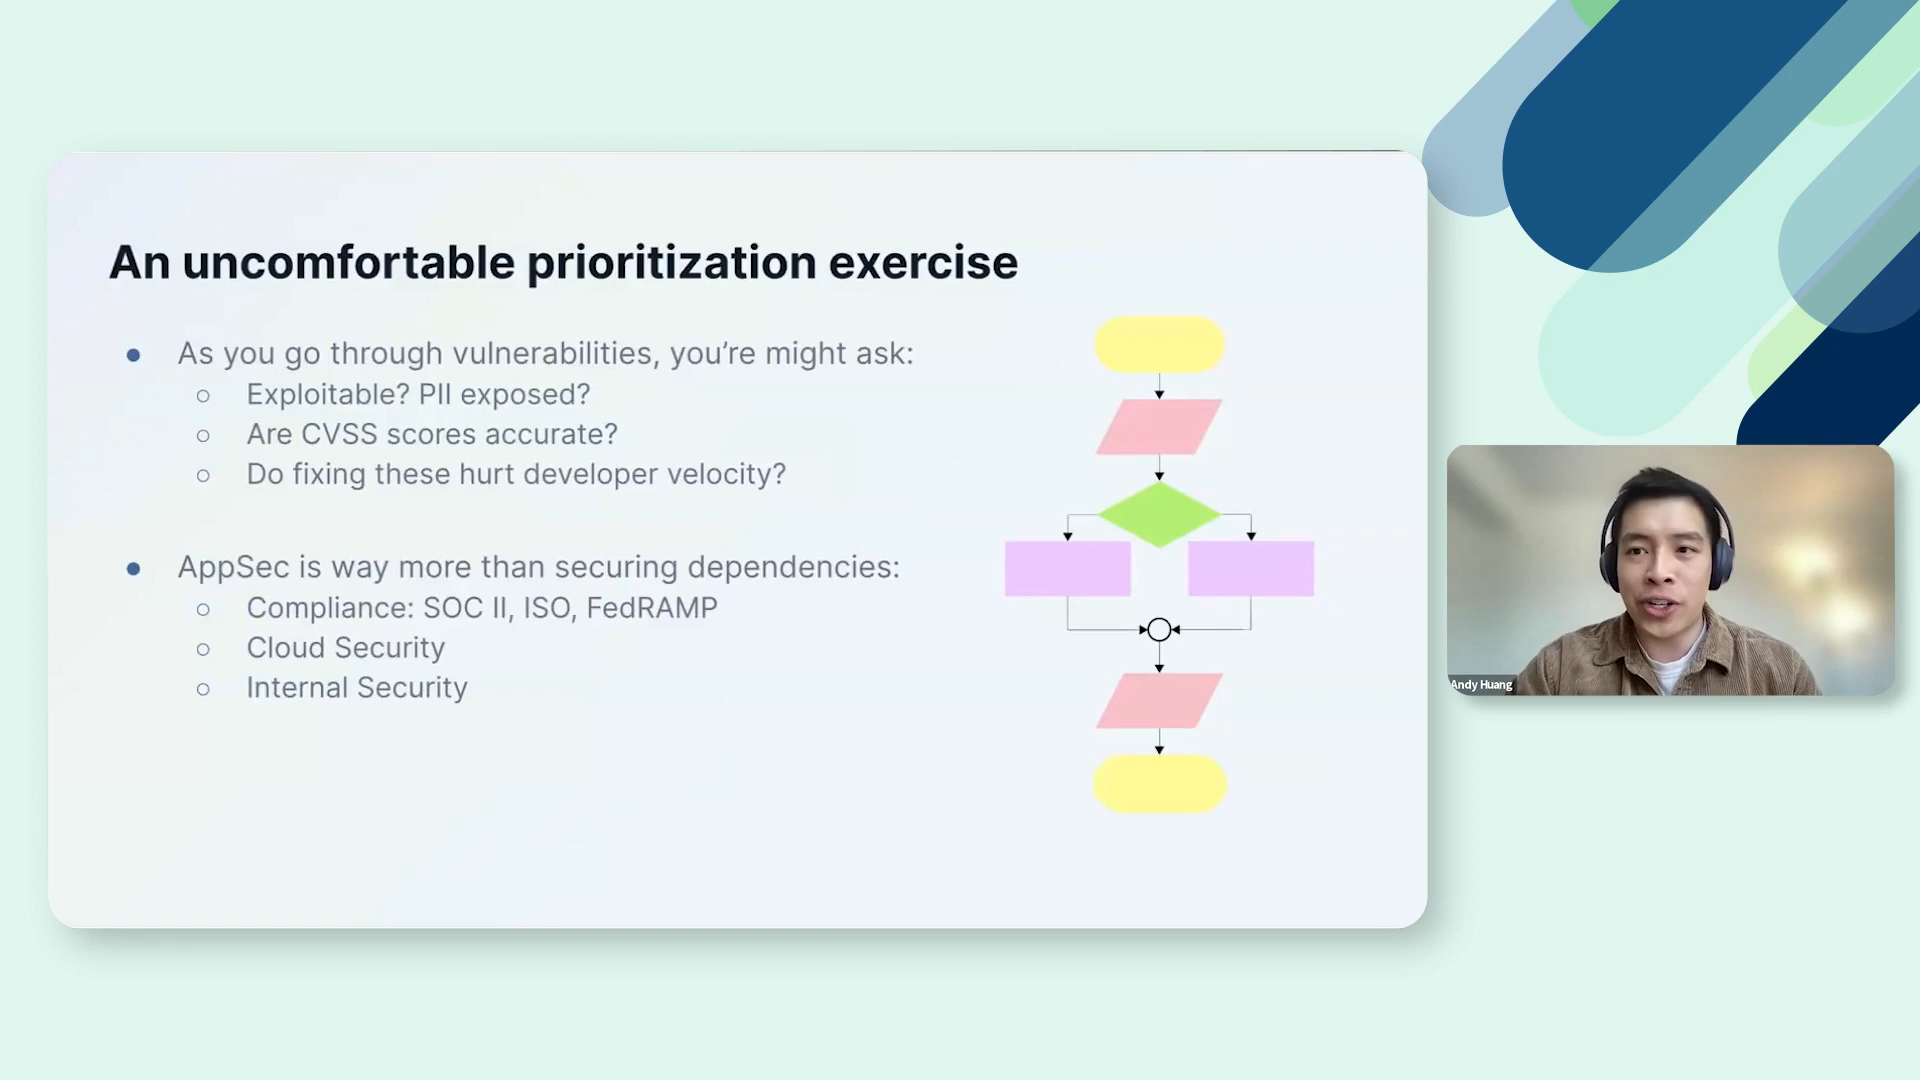 An uncomfortable prioritization exercise
As you go through vulnerabilities, you're might ask:
Exploitable? PII exposed?
Are CVSS scores accurate?
Do fixing these hurt developer velocity?
AppSec is way more than securing dependencies:
Compliance: SOC II, ISO, FedRAMP
Cloud Security
Internal Security
Andy Huang